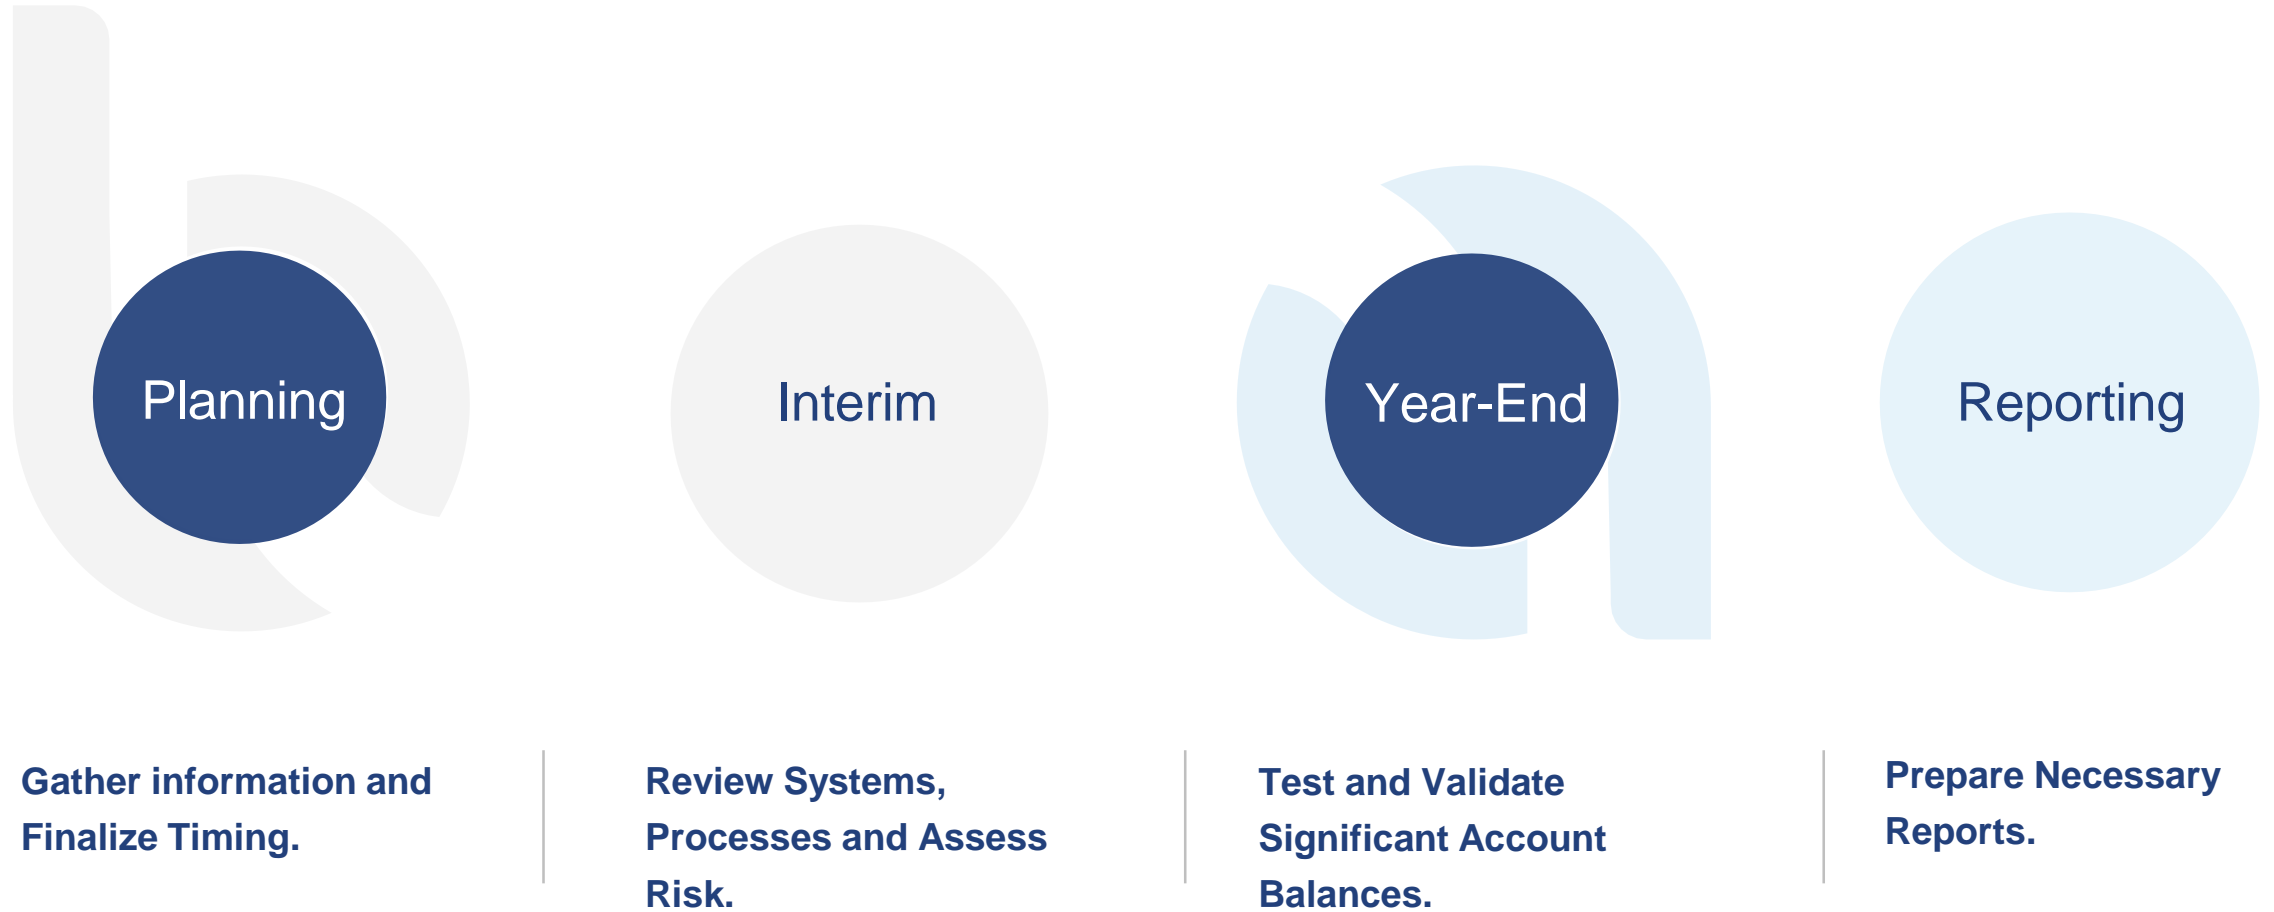 Planning
Interim
Year-End
Reporting
Gather information and
Finalize Timing.
Review Systems,
Processes and Assess
Risk.
Test and Validate
Significant Account
Balances.
Prepare Necessary
Reports.